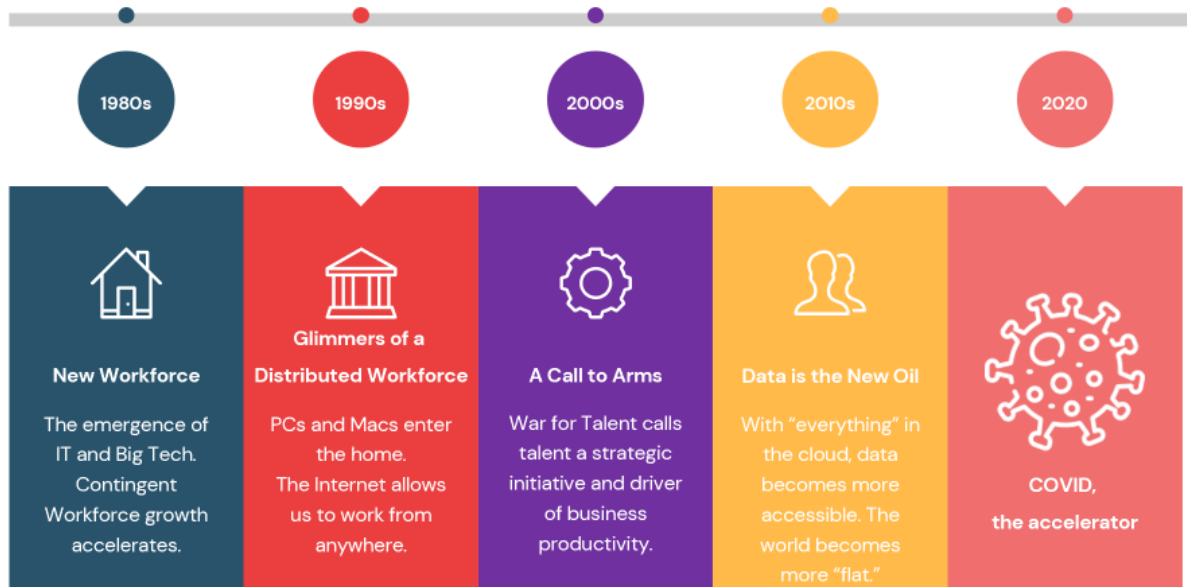 1980s
1990s
2000s
2010s
2020
New Workforce
The emergence of
IT and Big Tech.
Contingent
Workforce growth
accelerates.
Glimmers of a
Distributed Workforce
PCs and Macs enter
the home.
The Internet allows
us to work from
anywhere.
A Call to Arms
War for Talent calls
talent a strategic
initiative and driver
of business
productivity.
Data is the New Oil
With “everything” in
the cloud, data
becomes more
accessible. The
world becomes
more “flat.”
COVID,
the accelerator